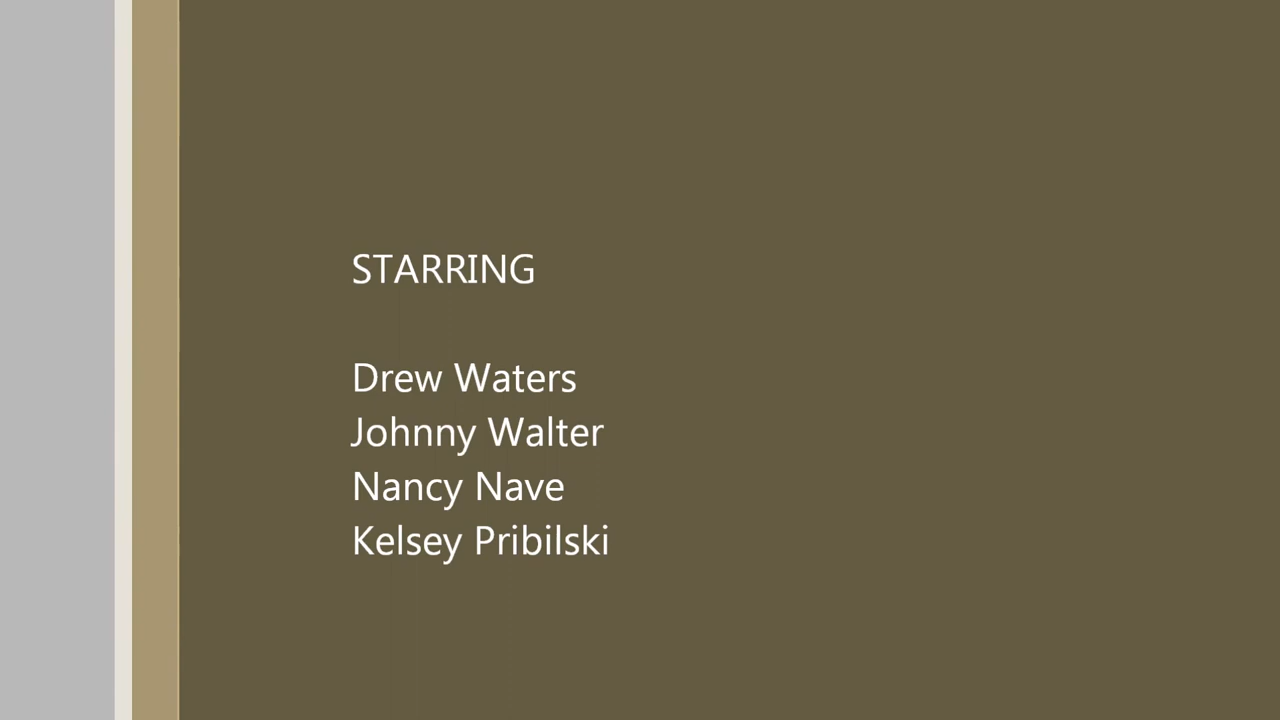 STARRING
Drew Waters
Johnny Walter
Nancy Nave
Kelsey Pribilski